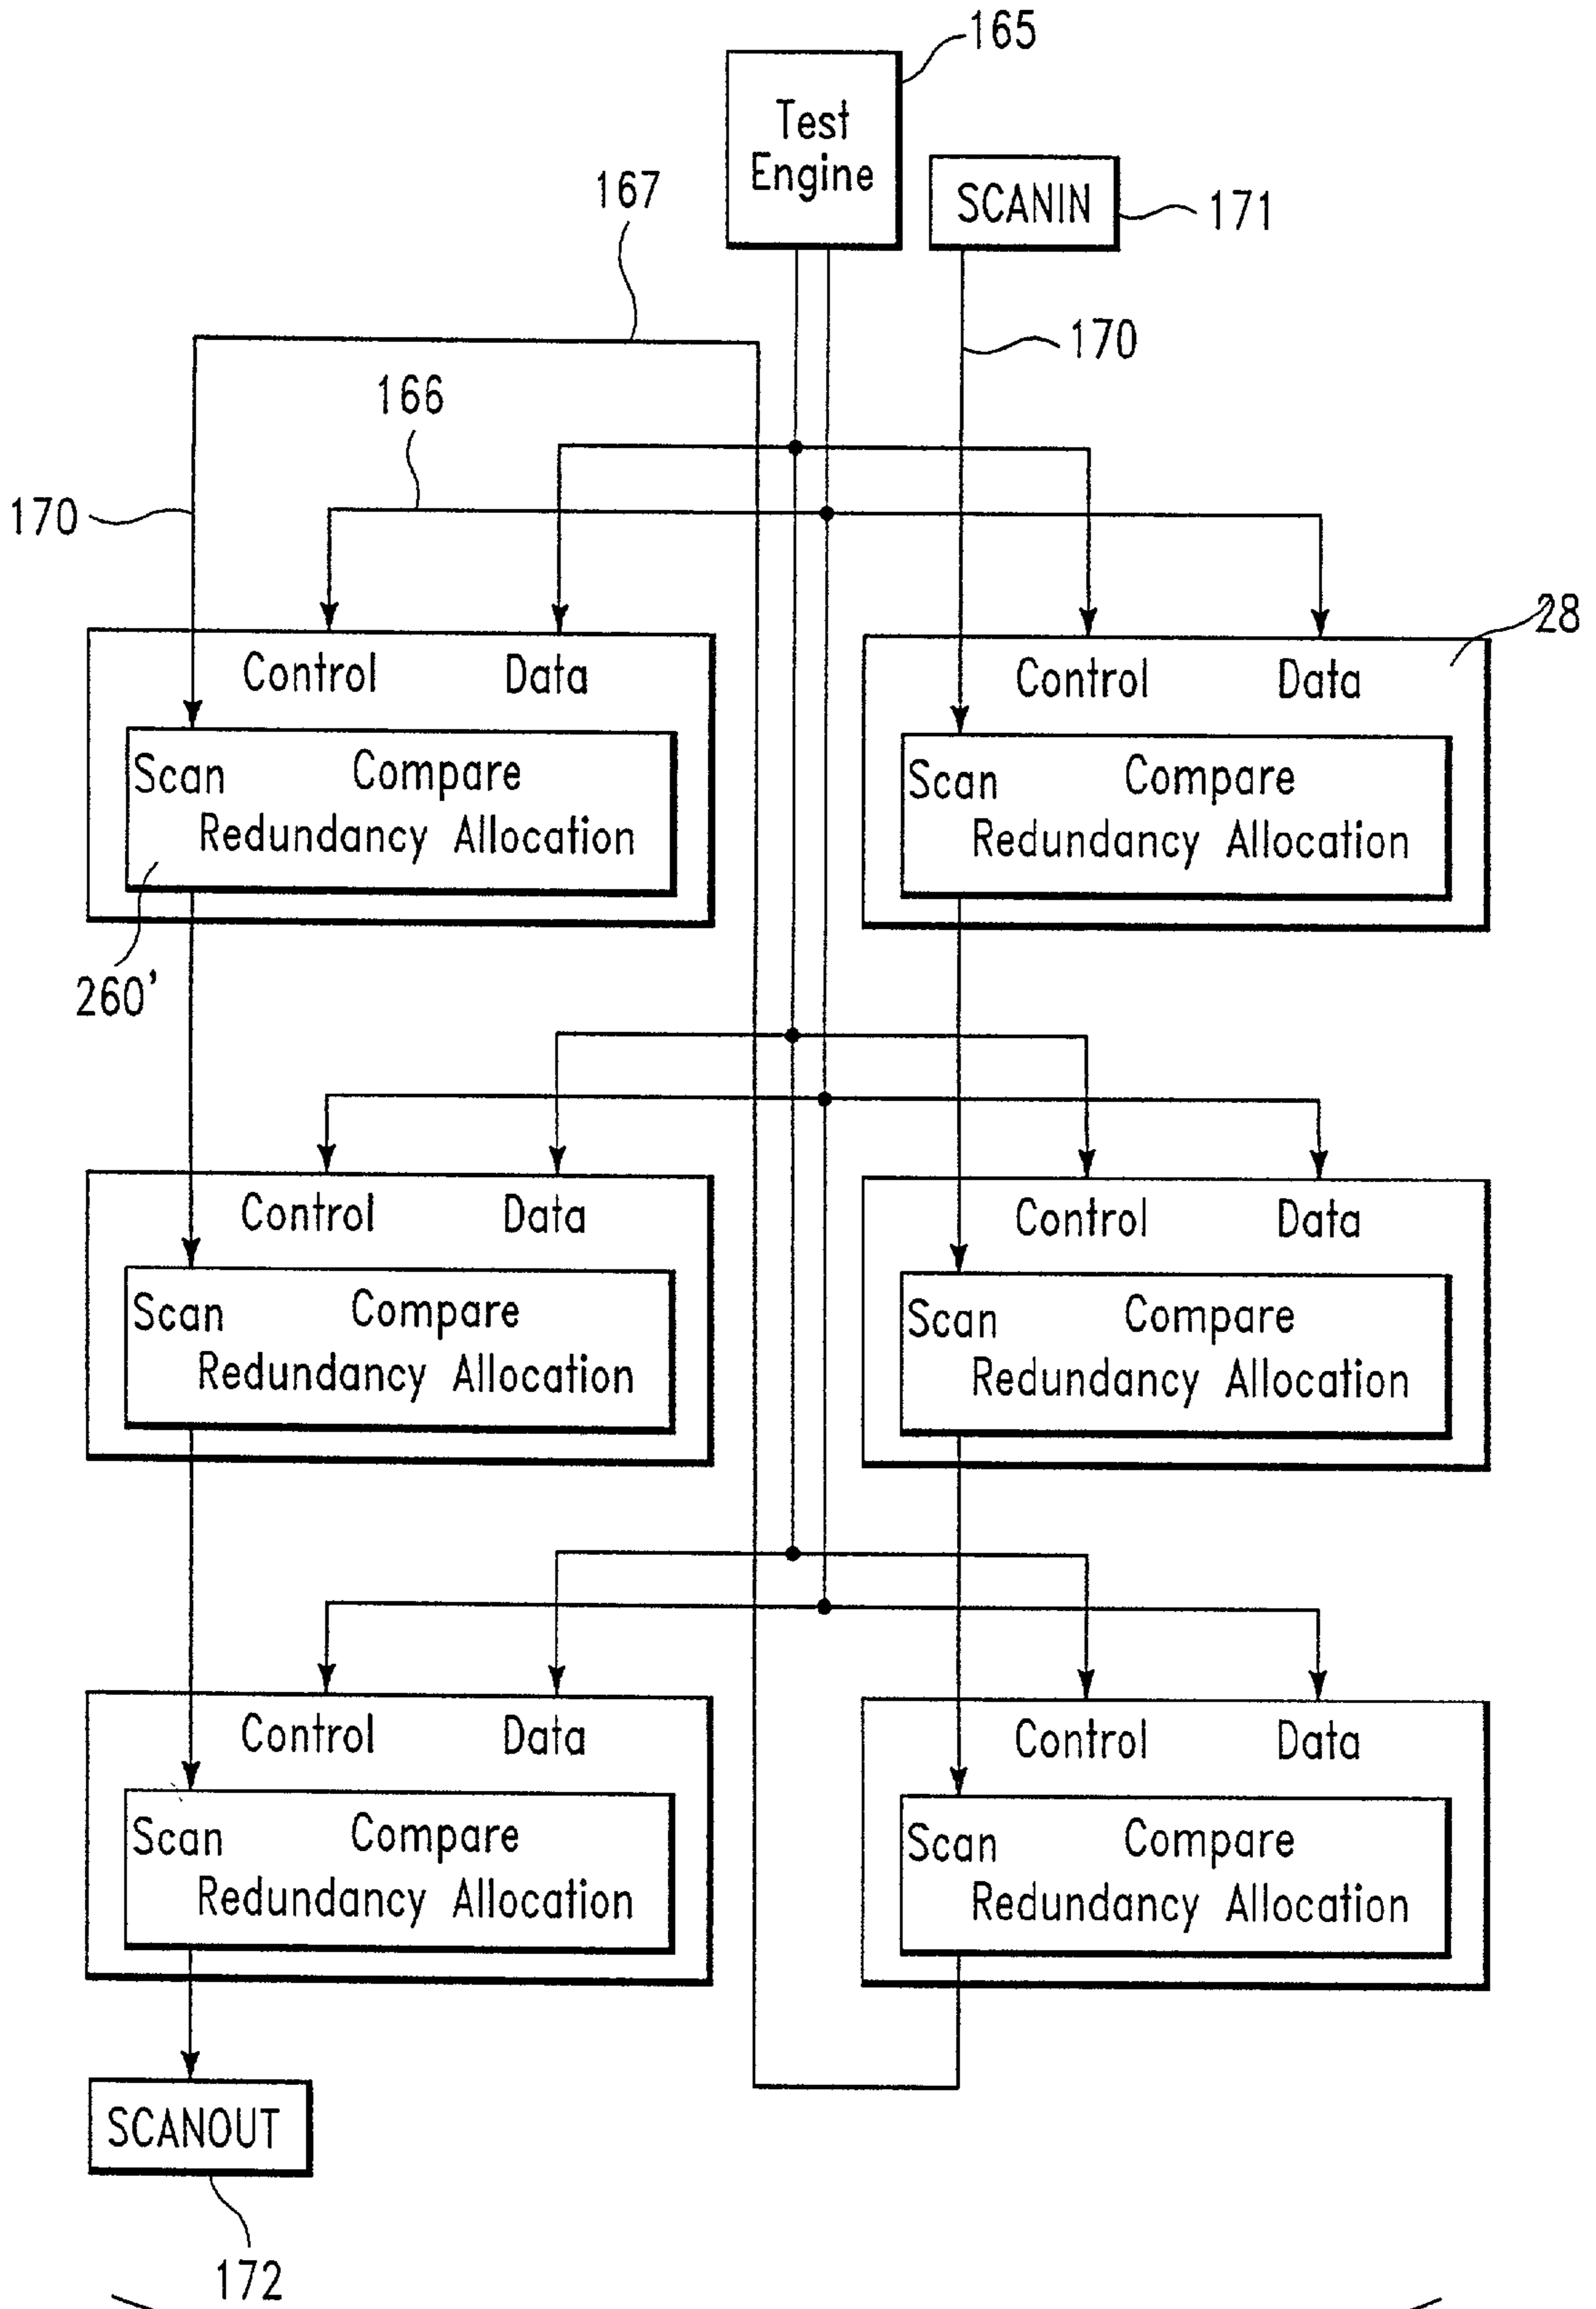 165
Test
Engine
SCANIN
171
167
170
166
170
28
Control Data
Scan Compare
Redundancy Allocation
260'
Control Data
Scan Compare
Redundancy Allocation
Control Data
Scan Compare
Redundancy Allocation
Control Data
Scan Compare
Redundancy Allocation
Control Data
Scan Compare
Redundancy Allocation
Control Data
Scan Compare
Redundancy Allocation
SCANOUT
172